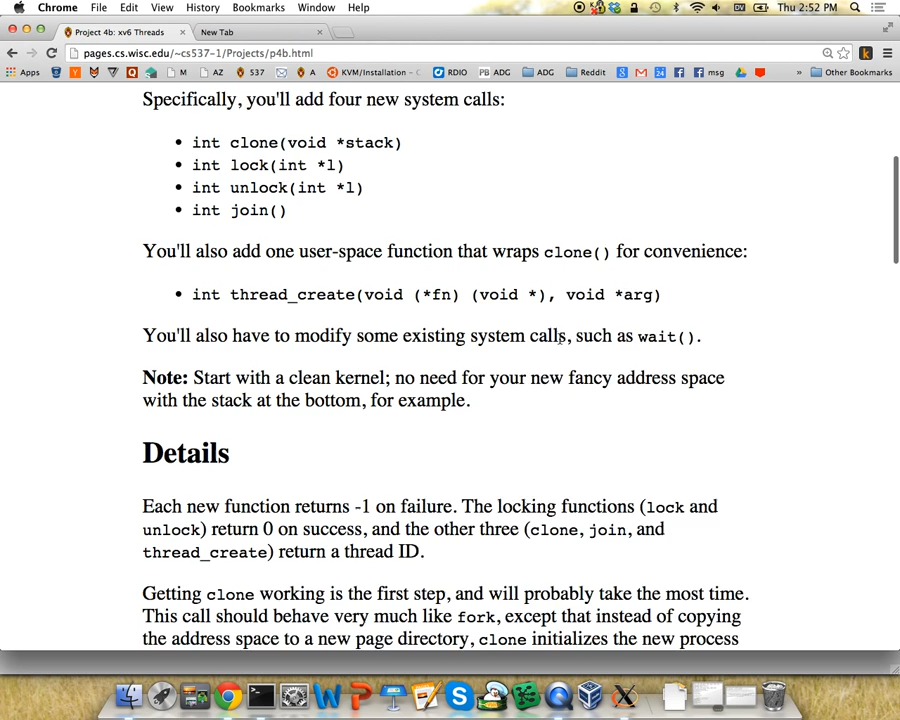 Chrome File Edit View History Bookmarks Window Help Thu 2:52 PM
Project 4b: xv6 Threads New Tab
pages.cs.wisc.edu/~cs537-1/Projects/p4b.html
Apps M AZ 537 A KVM/Installation - C RDIO PB ADG ADG Reddit 24 msg » Other Bookmarks
Specifically, you'll add four new system calls:
• int clone(void *stack)
• int lock(int *l)
• int unlock(int *l)
• int join()
You'll also add one user-space function that wraps clone() for convenience:
• int thread_create(void (*fn) (void *), void *arg)
You'll also have to modify some existing system calls, such as wait().
Note: Start with a clean kernel; no need for your new fancy address space
with the stack at the bottom, for example.
Details
Each new function returns -1 on failure. The locking functions (lock and
unlock) return 0 on success, and the other three (clone, join, and
thread_create) return a thread ID.
Getting clone working is the first step, and will probably take the most time.
This call should behave very much like fork, except that instead of copying
the address space to a new page directory, clone initializes the new process